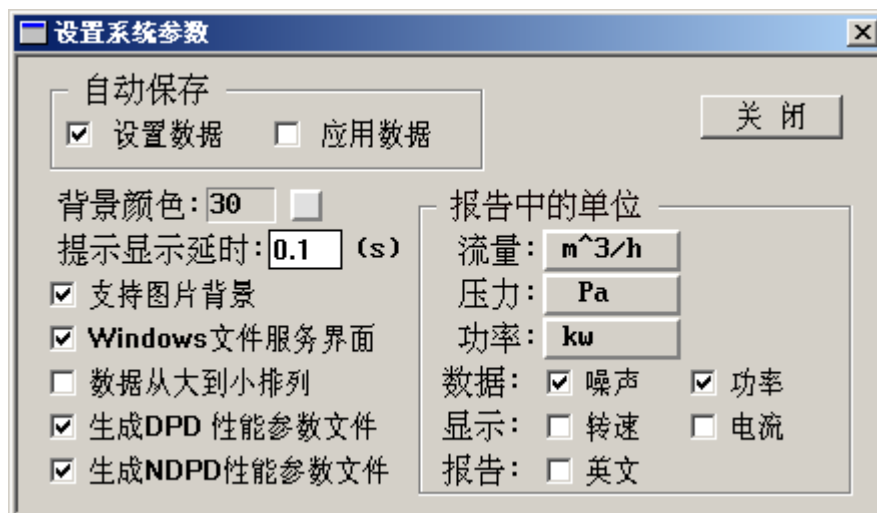 设置系统参数
自动保存
设置数据 应用数据
关 闭
背景颜色:30
提示显示延时:0.1 (s)
支持图片背景
Windows文件服务界面
数据从大到小排列
生成DPD 性能参数文件
生成NDPD性能参数文件
报告中的单位
流量: m^3/h
压力: Pa
功率: kw
数据: 噪声 功率
显示: 转速 电流
报告: 英文